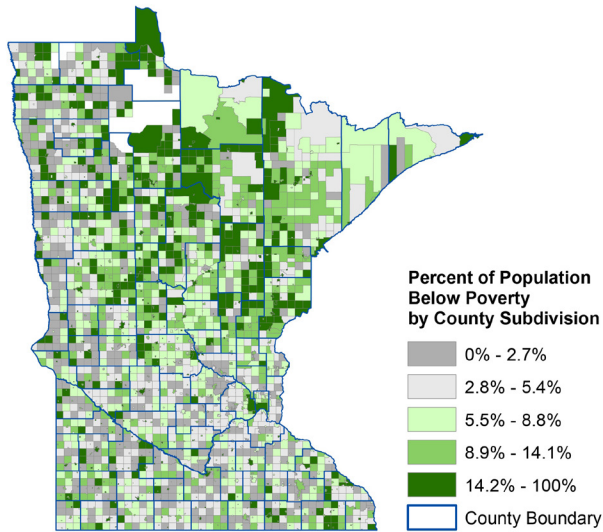 Percent of Population
Below Poverty
by County Subdivision
0% - 2.7%
2.8% - 5.4%
5.5% - 8.8%
8.9% - 14.1%
14.2% - 100%
County Boundary